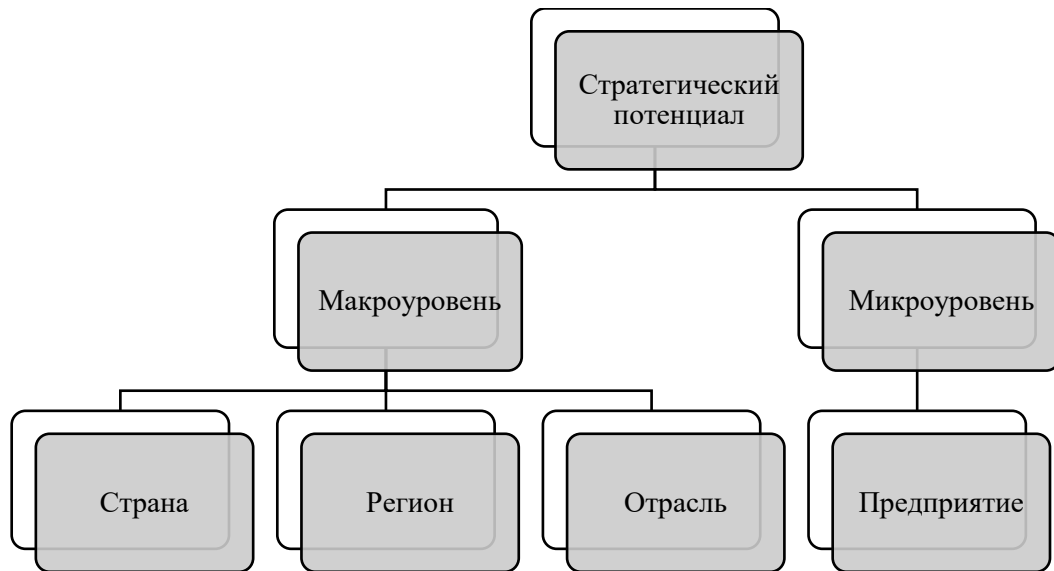 Стратегический
потенциал
Макроуровень
Микроуровень
Страна
Регион
Отрасль
Предприятие